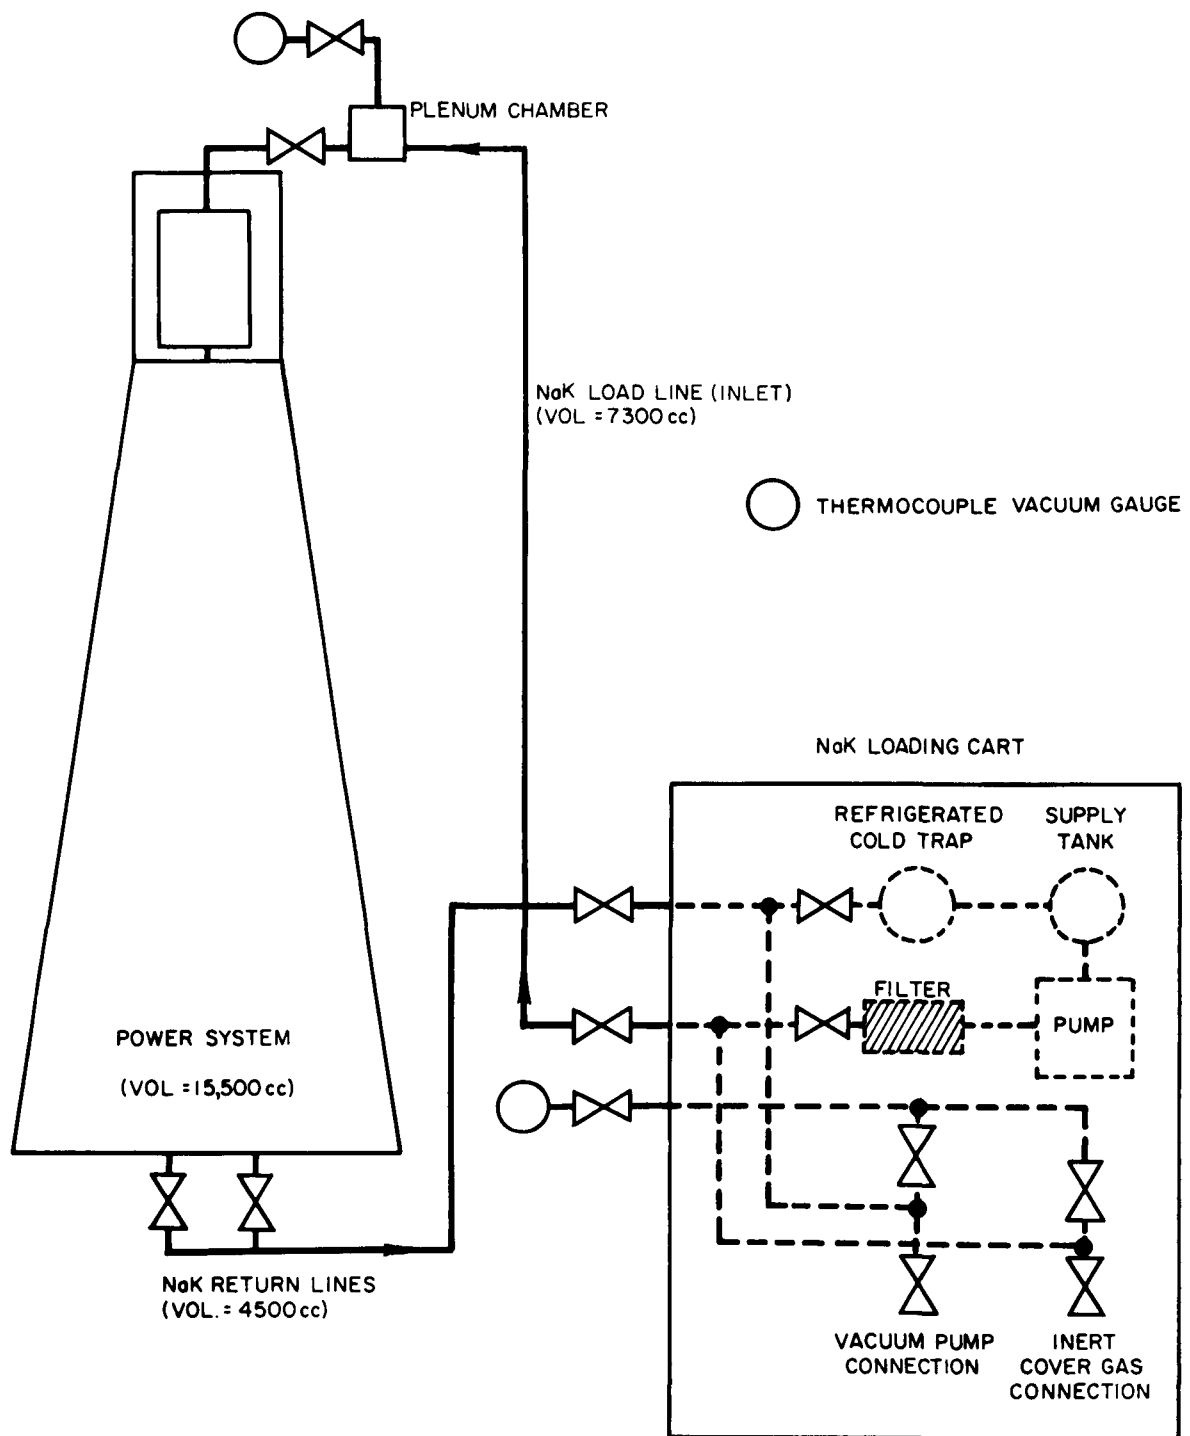 PLENUM CHAMBER
NaK LOAD LINE (INLET)
(VOL = 7300 cc)
THERMOCOUPLE VACUUM GAUGE
NaK LOADING CART
REFRIGERATED
COLD TRAP
SUPPLY
TANK
FILTER
PUMP
POWER SYSTEM
(VOL = 15,500 cc)
NaK RETURN LINES
(VOL. = 4500 cc)
VACUUM PUMP
CONNECTION
INERT
COVER GAS
CONNECTION